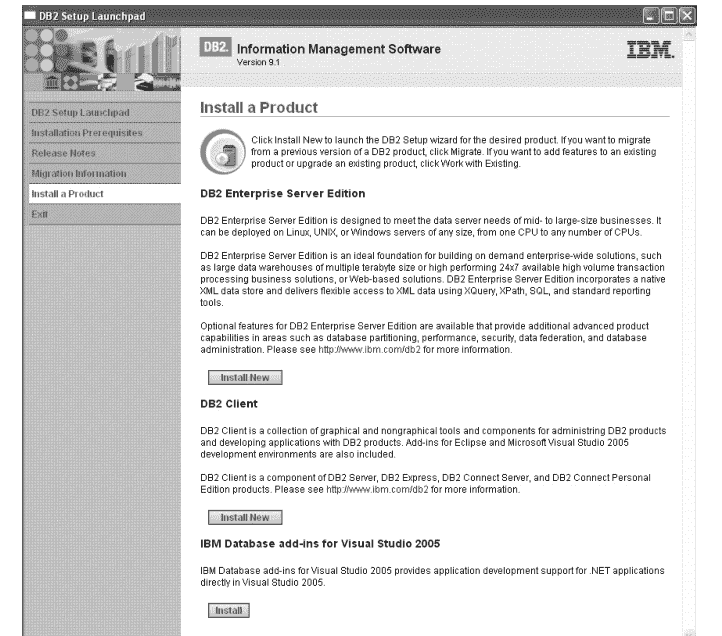 DB2 Setup Launchpad
DB2. Information Management Software
Version 9.1
IBM.
DB2 Setup Launchpad
Installation Prerequisites
Release Notes
Migration Information
Install a Product
Exit
Install a Product
Click Install New to launch the DB2 Setup wizard for the desired product. If you want to migrate
from a previous version of a DB2 product, click Migrate. If you want to add features to an existing
product or upgrade an existing product, click Work with Existing.
DB2 Enterprise Server Edition
DB2 Enterprise Server Edition is designed to meet the data server needs of mid- to large-size businesses. It
can be deployed on Linux, UNIX, or Windows servers of any size, from one CPU to any number of CPUs.
DB2 Enterprise Server Edition is an ideal foundation for building on demand enterprise-wide solutions, such
as large data warehouses of multiple terabyte size or high performing 24x7 available high volume transaction
processing business solutions, or Web-based solutions. DB2 Enterprise Server Edition incorporates a native
XML data store and delivers flexible access to XML data using XQuery, XPath, SQL, and standard reporting
tools.
Optional features for DB2 Enterprise Server Edition are available that provide additional advanced product
capabilities in areas such as database partitioning, performance, security, data federation, and database
administration. Please see http://www.ibm.com/db2 for more information.
Install New
DB2 Client
DB2 Client is a collection of graphical and nongraphical tools and components for administring DB2 products
and developing applications with DB2 products. Add-ins for Eclipse and Microsoft Visual Studio 2005
development environments are also included.
DB2 Client is a component of DB2 Server, DB2 Express, DB2 Connect Server, and DB2 Connect Personal
Edition products. Please see http://www.ibm.com/db2 for more information.
Install New
IBM Database add-ins for Visual Studio 2005
IBM Database add-ins for Visual Studio 2005 provides application development support for .NET applications
directly in Visual Studio 2005.
Install